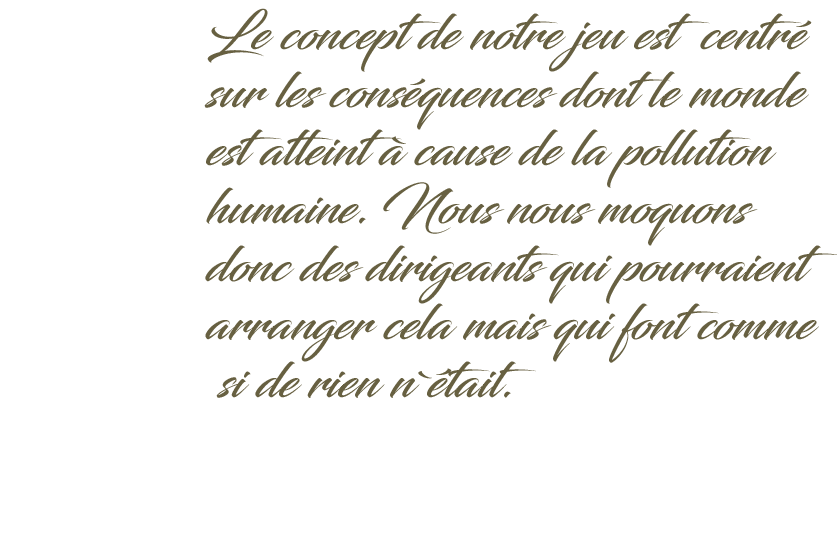 Le concept de notre jeu est centré
sur les conséquences dont le monde
est atteint à cause de la pollution
humaine. Nous nous moquons
donc des dirigeants qui pourraient
arranger cela mais qui font comme
si de rien n`était.